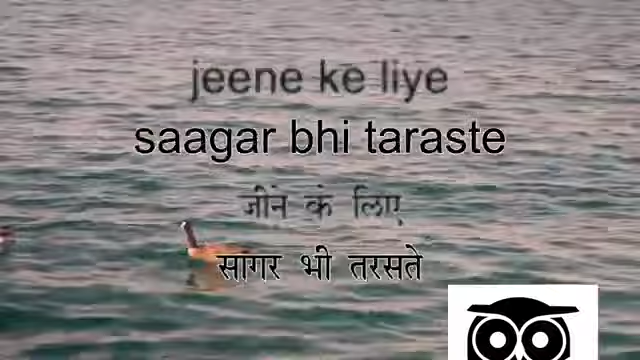 jeene ke liye
saagar bhi taraste
जीने के लिए
सागर भी तरसते